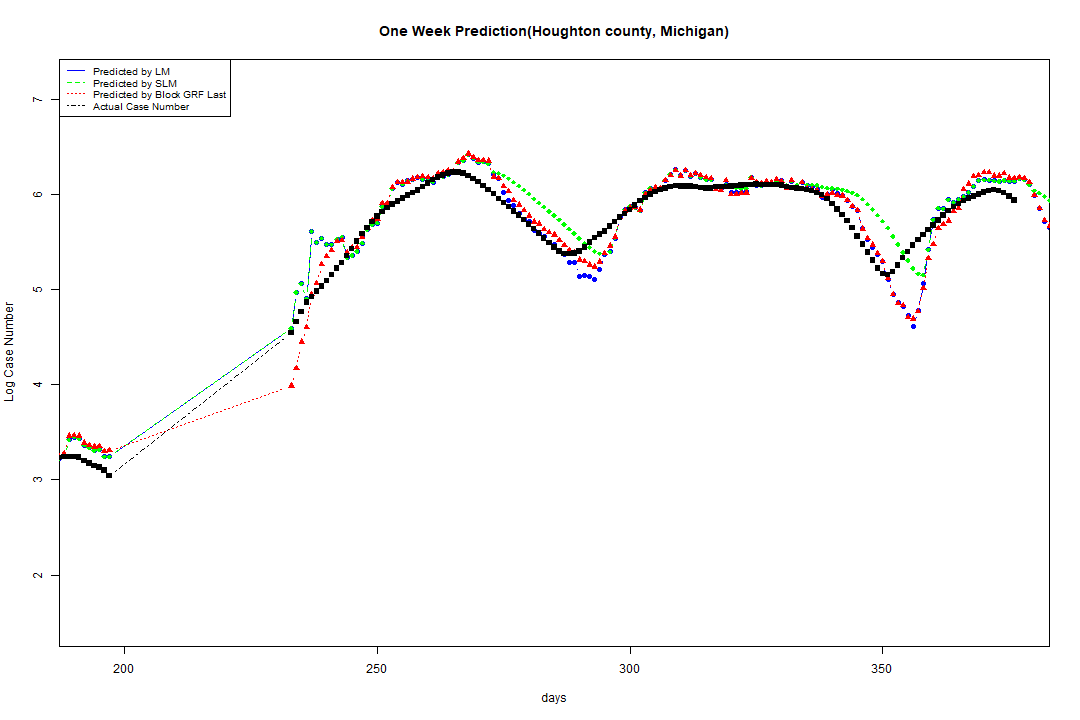 One Week Prediction(Houghton county, Michigan)
Predicted by LM
Predicted by SLM
Predicted by Block GRF Last
Actual Case Number
7
6
5
4
3
2
Log Case Number
200
250
300
350
days